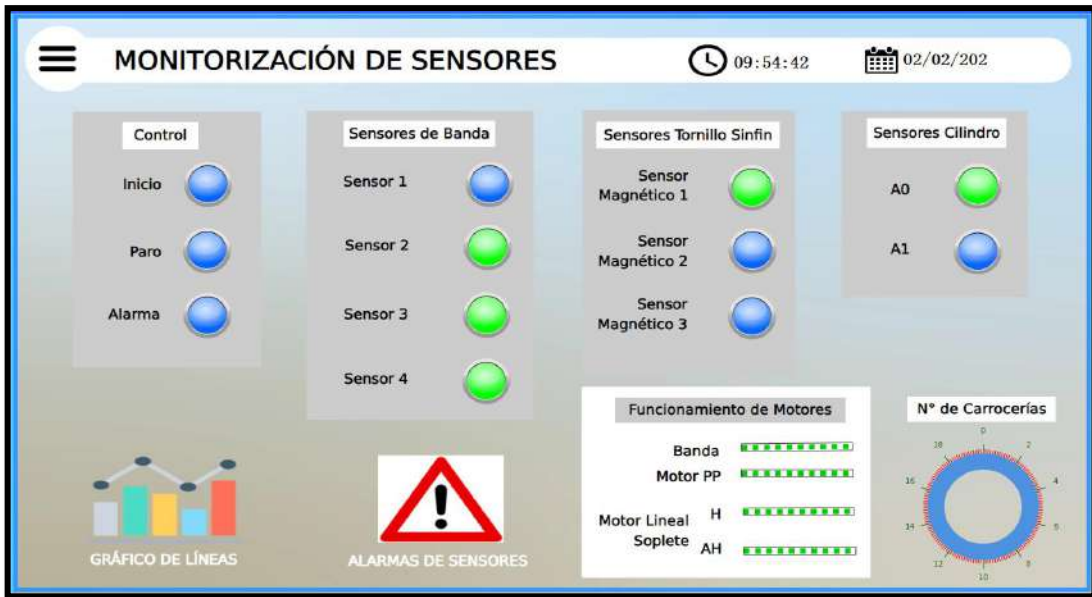 MONITORIZACIÓN DE SENSORES
09:54:42
02/02/202
Control
Inicio
Paro
Alarma
Sensores de Banda
Sensor 1
Sensor 2
Sensor 3
Sensor 4
Sensores Tornillo Sinfin
Sensor
Magnético 1
Sensor
Magnético 2
Sensor
Magnético 3
Sensores Cilindro
A0
A1
GRÁFICO DE LÍNEAS
ALARMAS DE SENSORES
Funcionamiento de Motores
Banda
Motor PP
Motor Lineal
Soplete
H
AH
N° de Carrocerías
0
2
4
6
8
10
12
14
16
18